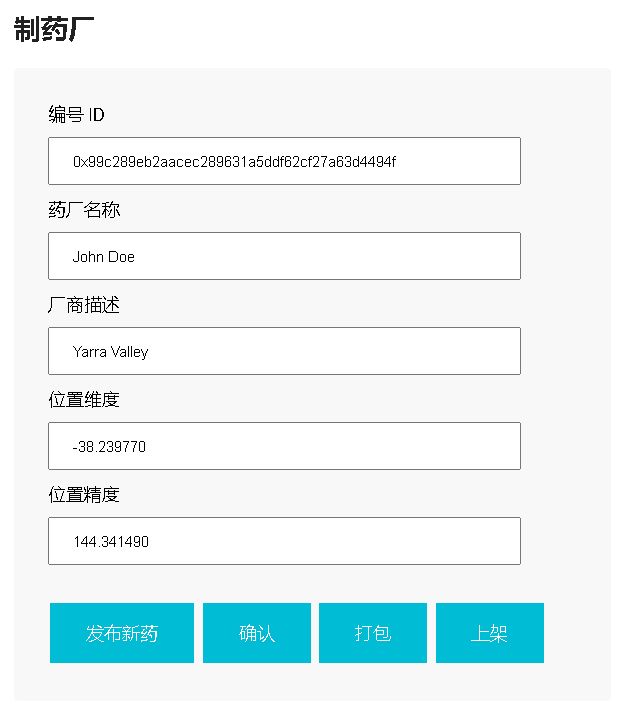 制药厂
编号 ID
0x99c289eb2aacec289631a5ddf62cf27a63d4494f
药厂名称
John Doe
厂商描述
Yarra Valley
位置维度
-38.239770
位置精度
144.341490
发布新药 确认 打包 上架